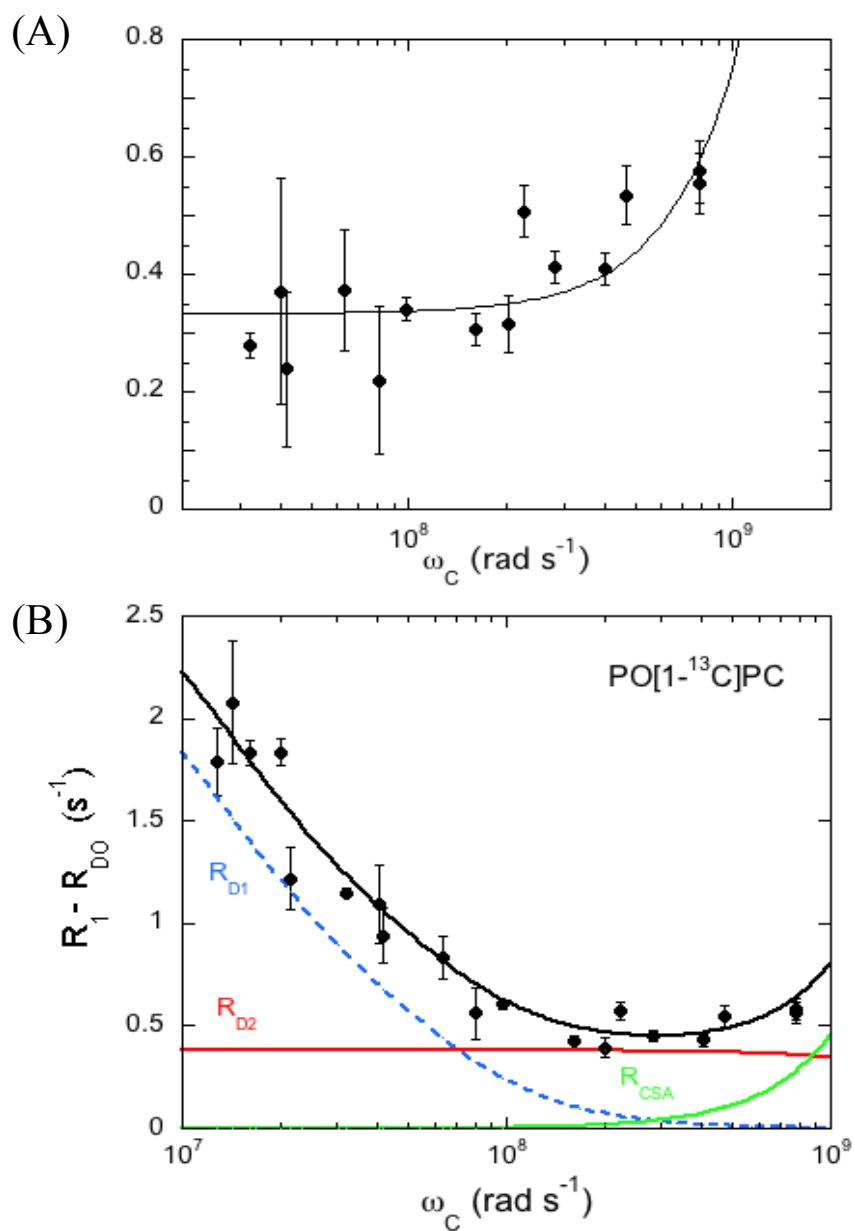 (A)
0.8
0.6
0.4
0.2
0
10⁸
10⁹
ω_C (rad s⁻¹)
(B)
2.5
2
1.5
1
0.5
0
R₁ - R_D0 (s⁻¹)
PO[1-¹³C]PC
R_D1
R_D2
R_CSA
10⁷
10⁸
10⁹
ω_C (rad s⁻¹)